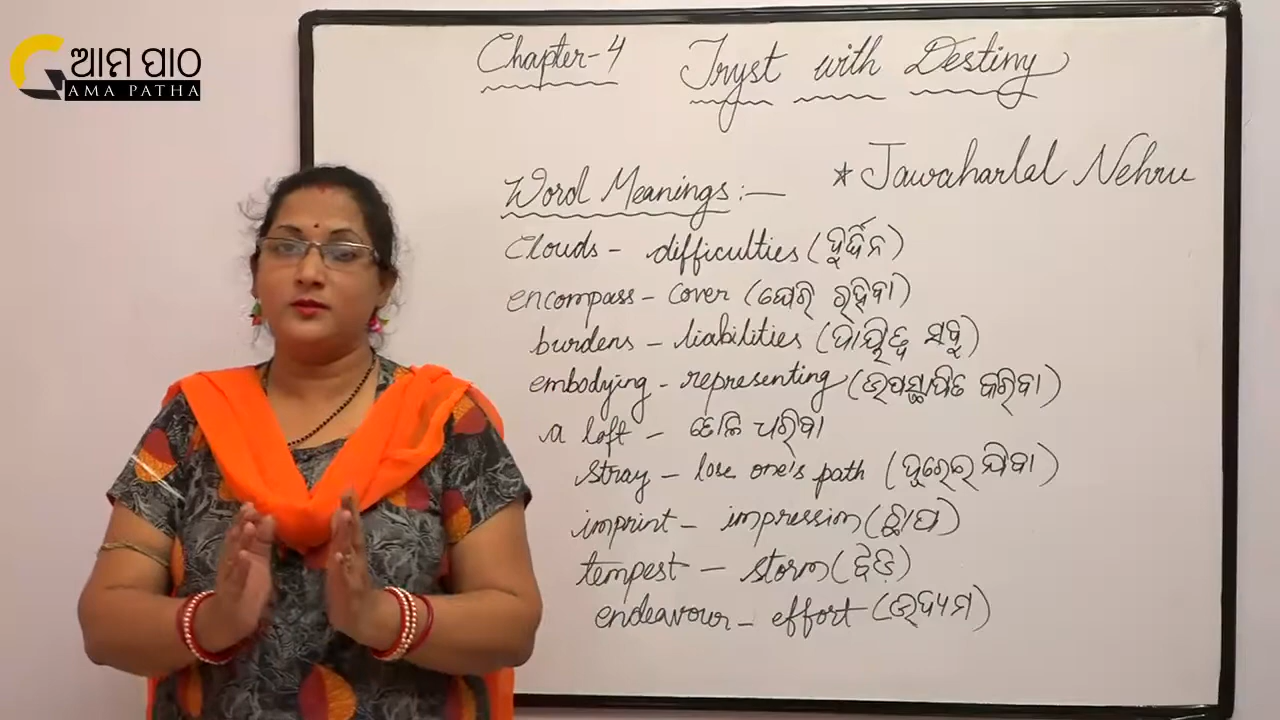 ଆମ ପାଠ
AMA PATHA
Chapter-4 Tryst with Destiny
* Jawaharlal Nehru
Word Meanings :—
Clouds - difficulties (ଦୁର୍ଦ୍ଦିନ)
encompass - cover (ଘେରି ରହିବା)
burdens - liabilities (ଦାୟିତ୍ୱ ସବୁ)
embodying - representing (ଉପସ୍ଥାପିତ କରିବା)
a loft - ତୋଳି ଧରିବା
stray - lose one's path (ଦୂରେଇ ଯିବା)
imprint - impression (ଛାପ)
tempest - storm (ଝଡ଼)
endeavour - effort (ଉଦ୍ୟମ)